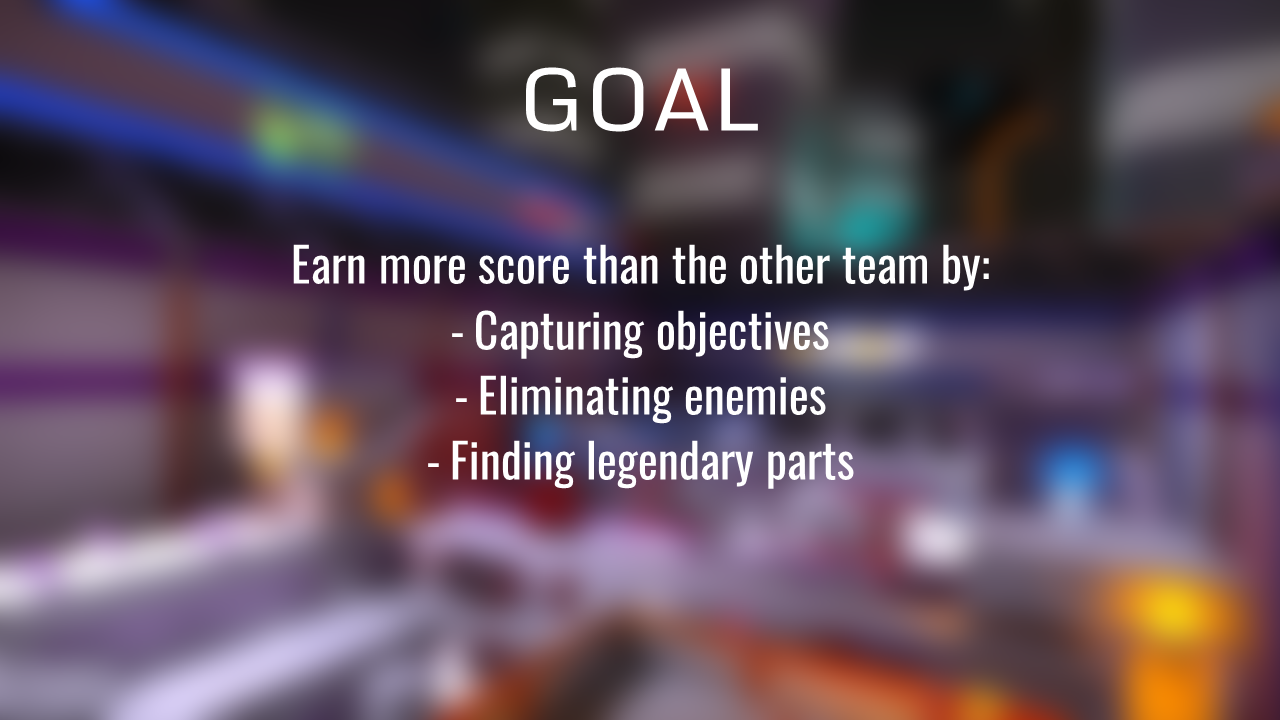 GOAL
Earn more score than the other team by:
- Capturing objectives
- Eliminating enemies
- Finding legendary parts